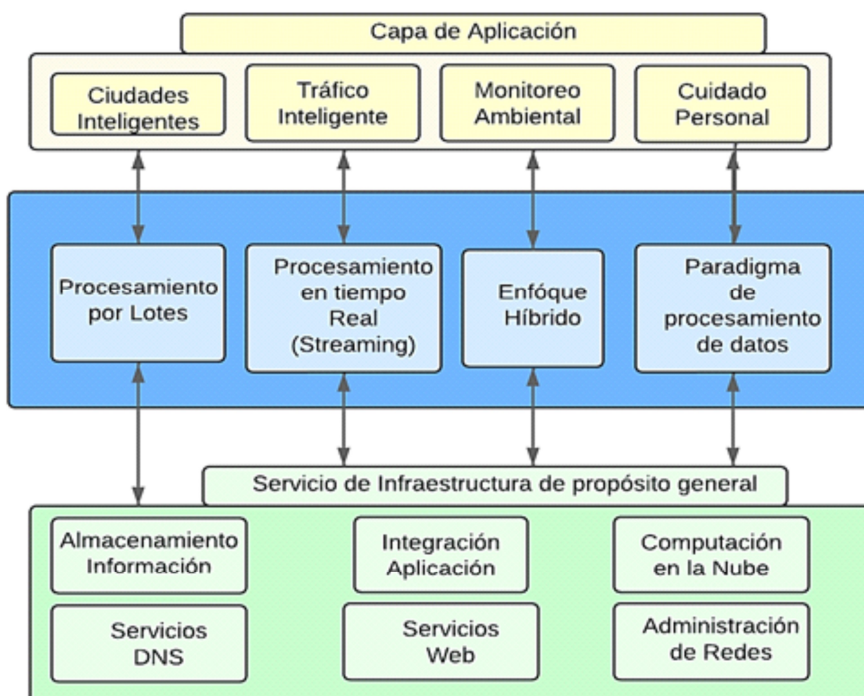 Capa de Aplicación
Ciudades
Inteligentes
Tráfico
Inteligente
Monitoreo
Ambiental
Cuidado
Personal
Procesamiento
por Lotes
Procesamiento
en tiempo
Real
(Streaming)
Enfóque
Híbrido
Paradigma
de
procesamiento
de datos
Servicio de Infraestructura de propósito general
Almacenamiento
Información
Integración
Aplicación
Computación
en la Nube
Servicios
DNS
Servicios
Web
Administración
de Redes